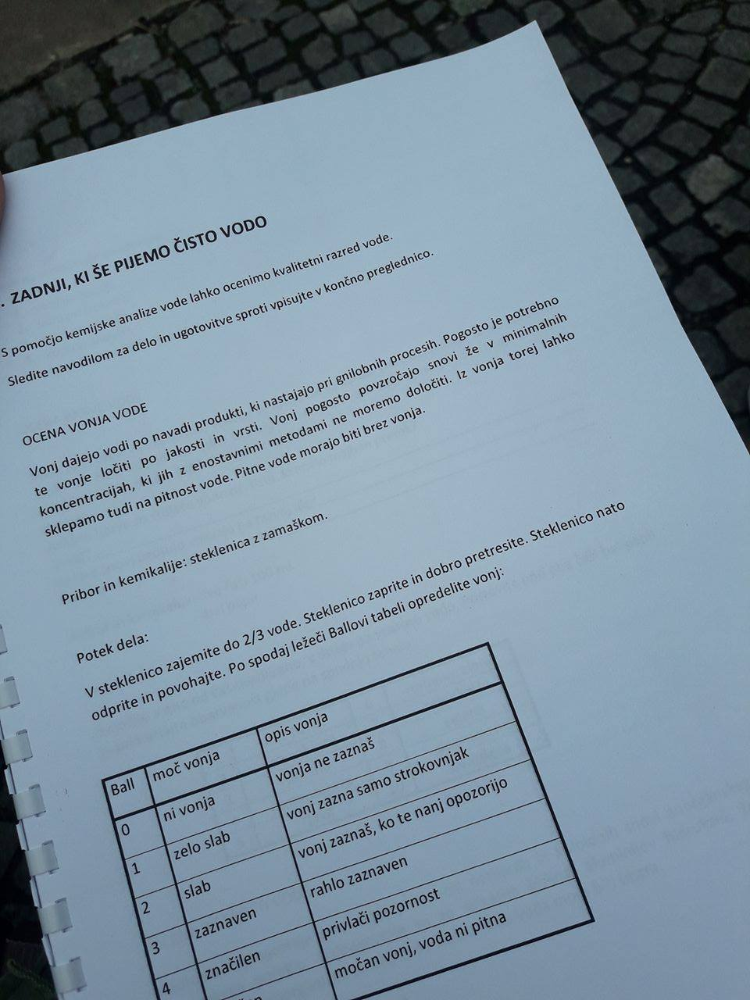 . ZADNJI, KI ŠE PIJEMO ČISTO VODO
S pomočjo kemijske analize vode lahko ocenimo kvalitetni razred vode.
Sledite navodilom za delo in ugotovitve sproti vpisujte v končno preglednico.
OCENA VONJA VODE
Vonj dajejo vodi po navadi produkti, ki nastajajo pri gnilobnih procesih. Pogosto je potrebno
te vonje ločiti po jakosti in vrsti. Vonj pogosto povzročajo snovi že v minimalnih
koncentracijah, ki jih z enostavnimi metodami ne moremo določiti. Iz vonja torej lahko
sklepamo tudi na pitnost vode. Pitne vode morajo biti brez vonja.
Pribor in kemikalije: steklenica z zamaškom.
Potek dela:
V steklenico zajemite do 2/3 vode. Steklenico zaprite in dobro pretresite. Steklenico nato
odprite in povohajte. Po spodaj ležeči Ballovi tabeli opredelite vonj:
Ball moč vonja opis vonja
0 ni vonja vonja ne zaznaš
1 zelo slab vonj zazna samo strokovnjak
2 slab vonj zaznaš, ko te nanj opozorijo
3 zaznaven rahlo zaznaven
4 značilen privlači pozornost
močan vonj, voda ni pitna